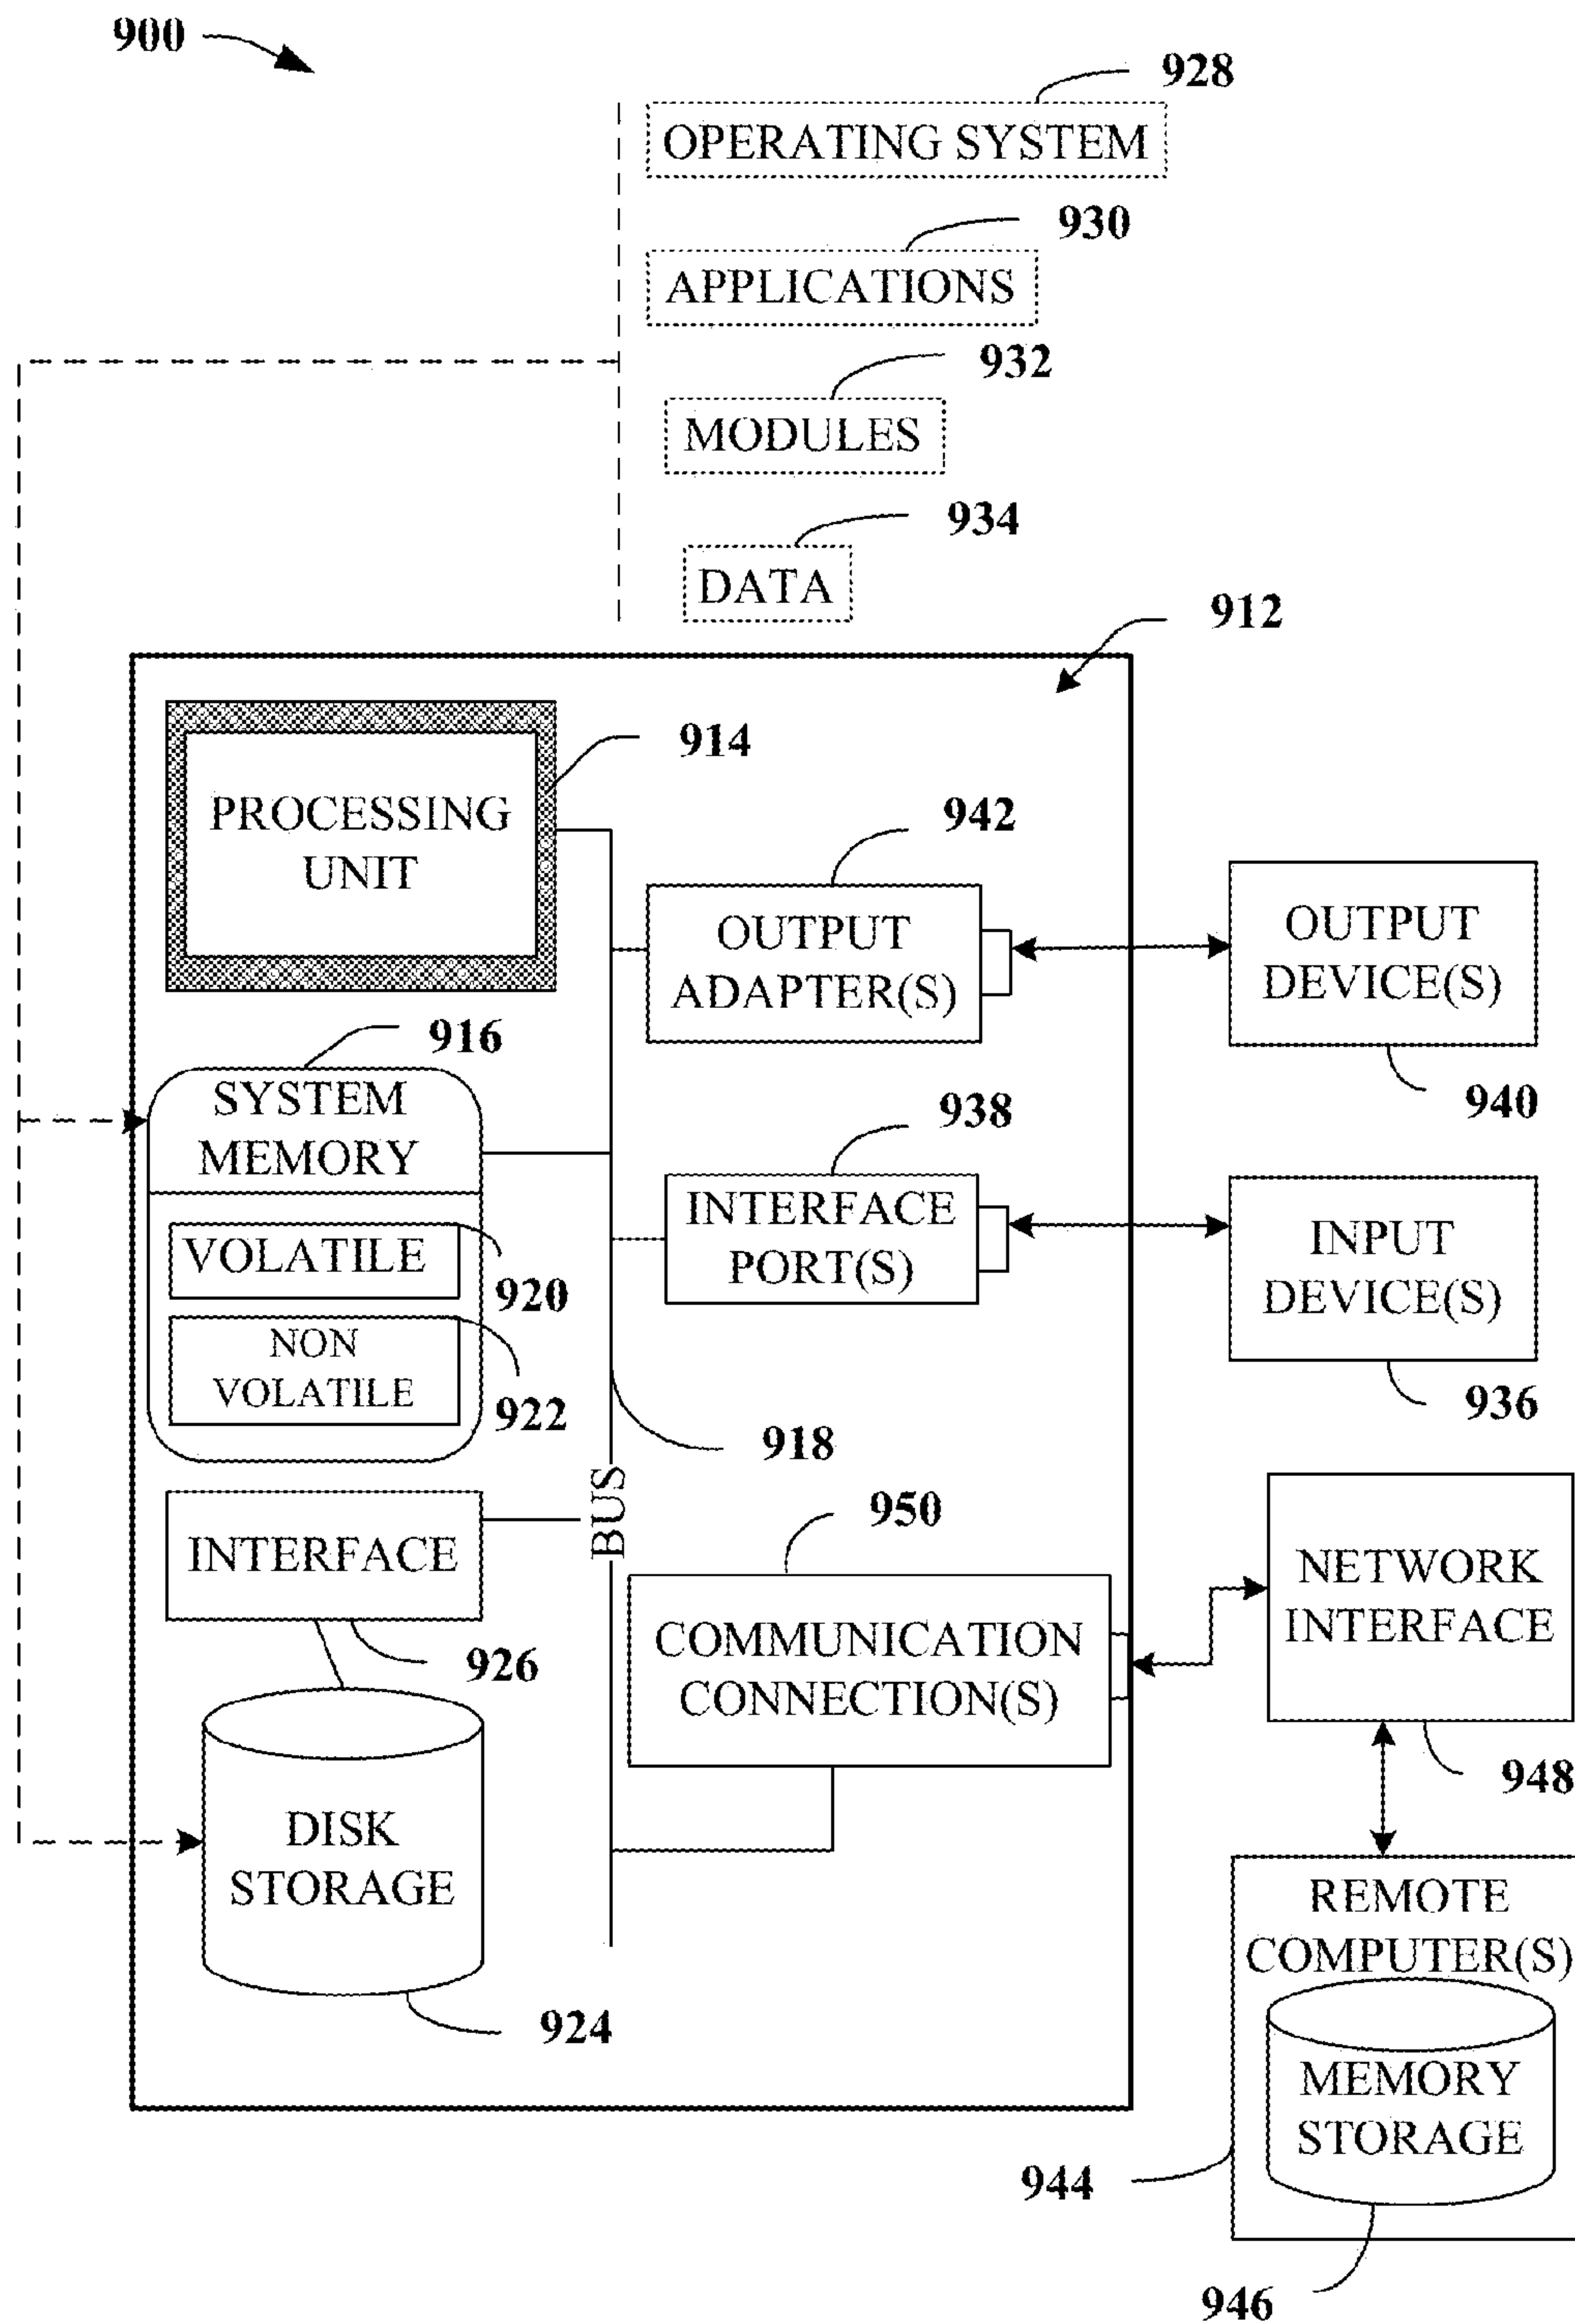 900
928
OPERATING SYSTEM
930
APPLICATIONS
932
MODULES
934
DATA
912
914
PROCESSING
UNIT
942
OUTPUT
ADAPTER(S)
OUTPUT
DEVICE(S)
940
916
SYSTEM
MEMORY
VOLATILE
920
NON
VOLATILE
922
938
INTERFACE
PORT(S)
INPUT
DEVICE(S)
936
918
BUS
INTERFACE
926
950
COMMUNICATION
CONNECTION(S)
NETWORK
INTERFACE
948
DISK
STORAGE
924
REMOTE
COMPUTER(S)
MEMORY
STORAGE
944
946